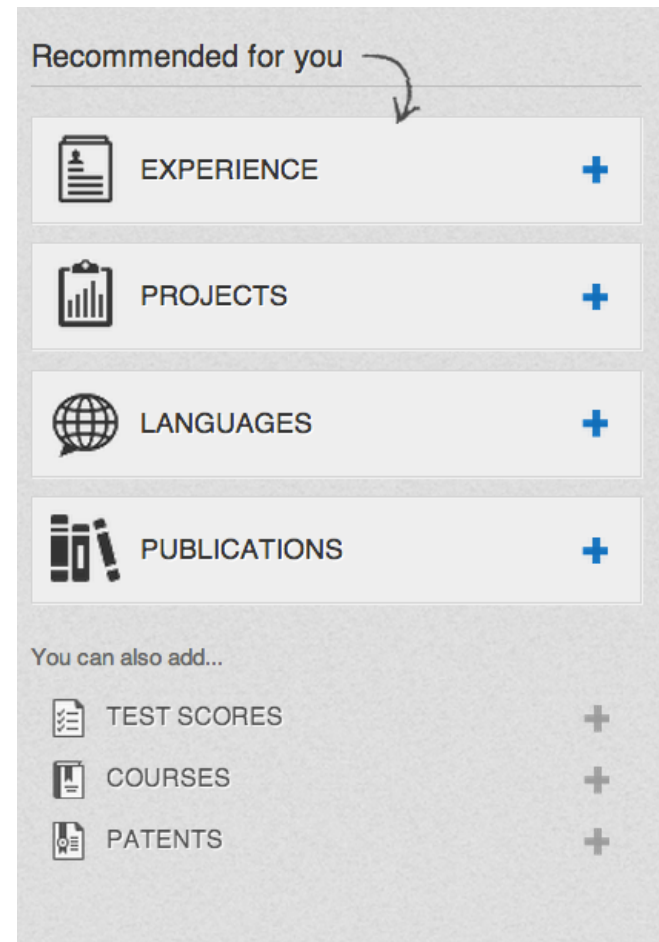 Recommended for you
EXPERIENCE
PROJECTS
LANGUAGES
PUBLICATIONS
You can also add...
TEST SCORES
COURSES
PATENTS